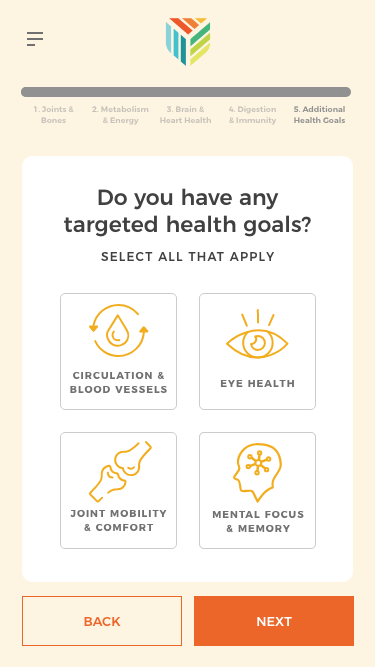 1. Joints & Bones
2. Metabolism & Energy
3. Brain & Heart Health
4. Digestion & Immunity
5. Additional Health Goals
Do you have any
targeted health goals?
SELECT ALL THAT APPLY
CIRCULATION &
BLOOD VESSELS
EYE HEALTH
JOINT MOBILITY
& COMFORT
MENTAL FOCUS
& MEMORY
BACK
NEXT